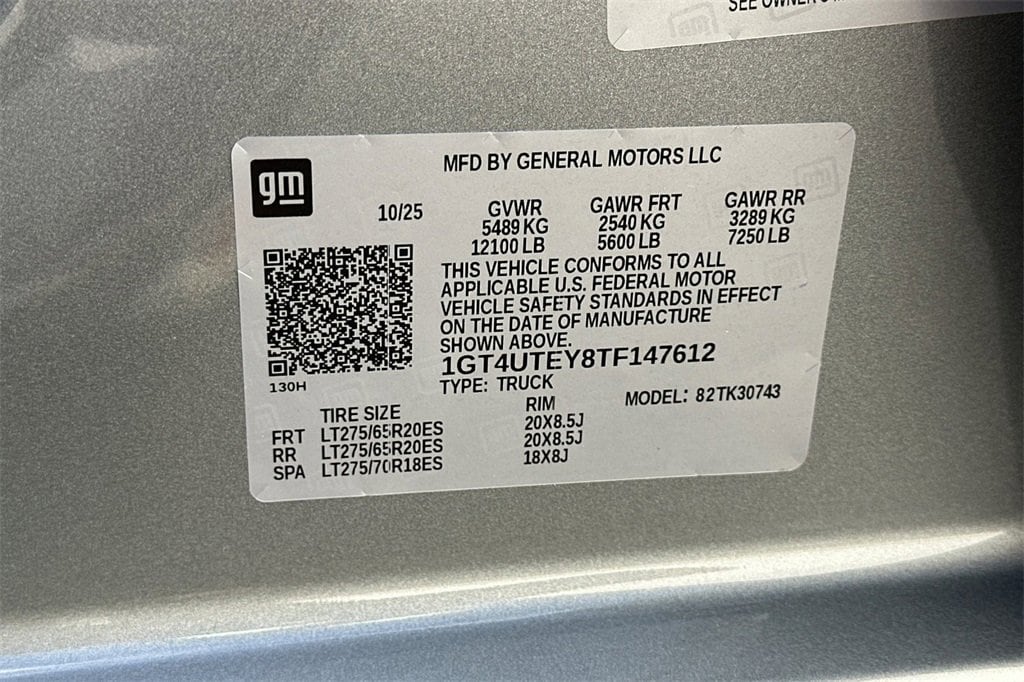 SEE OWNER'S
gm
MFD BY GENERAL MOTORS LLC
10/25
GVWR
5489 KG
12100 LB
GAWR FRT
2540 KG
5600 LB
GAWR RR
3289 KG
7250 LB
THIS VEHICLE CONFORMS TO ALL
APPLICABLE U.S. FEDERAL MOTOR
VEHICLE SAFETY STANDARDS IN EFFECT
ON THE DATE OF MANUFACTURE
SHOWN ABOVE.
1GT4UTEY8TF147612
TYPE: TRUCK
MODEL: 82TK30743
130H
TIRE SIZE RIM
FRT LT275/65R20ES 20X8.5J
RR LT275/65R20ES 20X8.5J
SPA LT275/70R18ES 18X8J